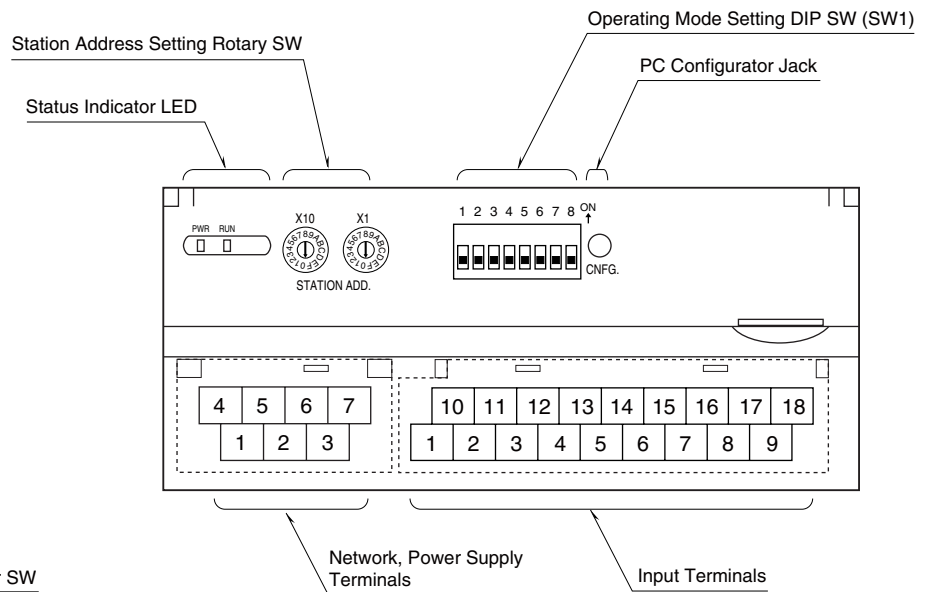 Operating Mode Setting DIP SW (SW1)
Station Address Setting Rotary SW
PC Configurator Jack
Status Indicator LED
1 2 3 4 5 6 7 8 ON
PWR RUN
X10 X1
0123456789ABCDEF 0123456789ABCDEF
CNFG.
STATION ADD.
4 5 6 7
1 2 3
10 11 12 13 14 15 16 17 18
1 2 3 4 5 6 7 8 9
Network, Power Supply
Terminals
Input Terminals
SW